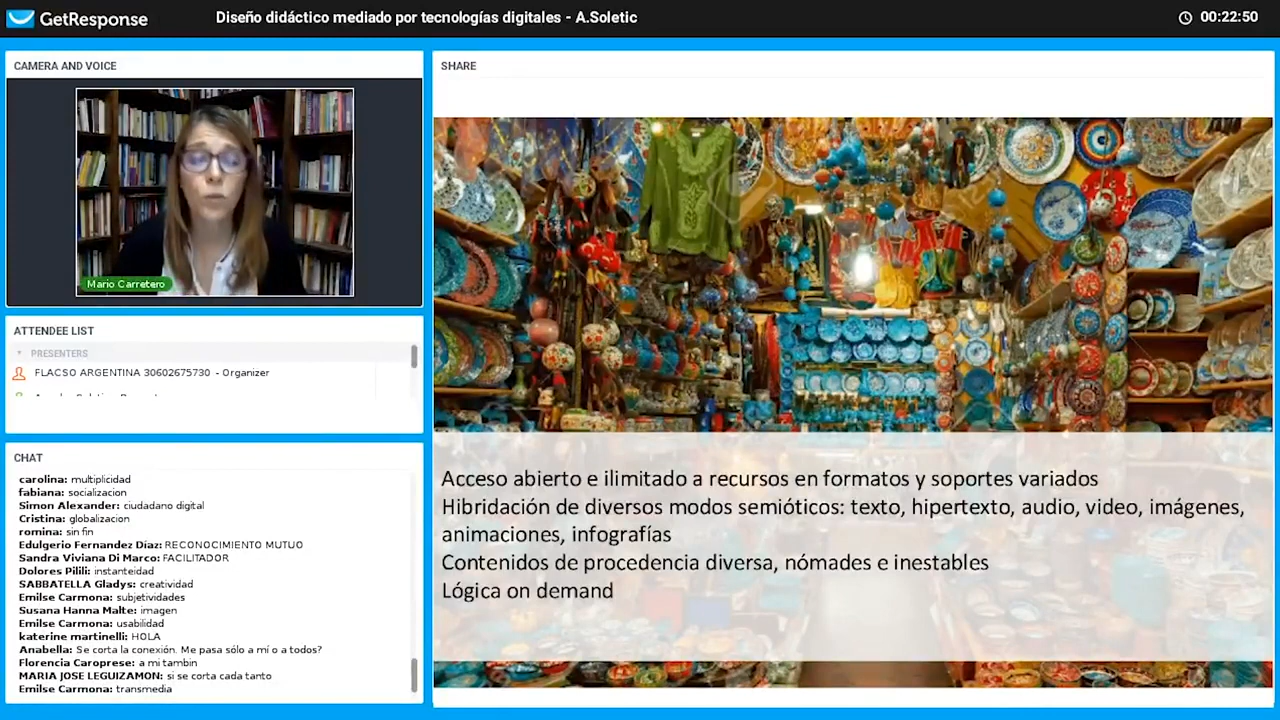 GetResponse
Diseño didáctico mediado por tecnologías digitales - A.Soletic
00:22:50
CAMERA AND VOICE
Mario Carretero
ATTENDEE LIST
PRESENTERS
FLACSO ARGENTINA 30602675730 - Organizer
CHAT
carolina: multiplicidad
fabiana: socializacion
Simon Alexander: ciudadano digital
Cristina: globalizacion
romina: sin fin
Edulgerio Fernandez Díaz: RECONOCIMIENTO MUTUO
Sandra Viviana Di Marco: FACILITADOR
Dolores Pilili: instanteidad
SABBATELLA Gladys: creatividad
Emilse Carmona: subjetividades
Susana Hanna Malte: imagen
Emilse Carmona: usabilidad
katerine martinelli: HOLA
Anabella: Se corta la conexión. Me pasa sólo a mí o a todos?
Florencia Caroprese: a mi tambin
MARIA JOSE LEGUIZAMON: si se corta cada tanto
Emilse Carmona: transmedia
SHARE
Acceso abierto e ilimitado a recursos en formatos y soportes variados
Hibridación de diversos modos semióticos: texto, hipertexto, audio, video, imágenes,
animaciones, infografías
Contenidos de procedencia diversa, nómades e inestables
Lógica on demand